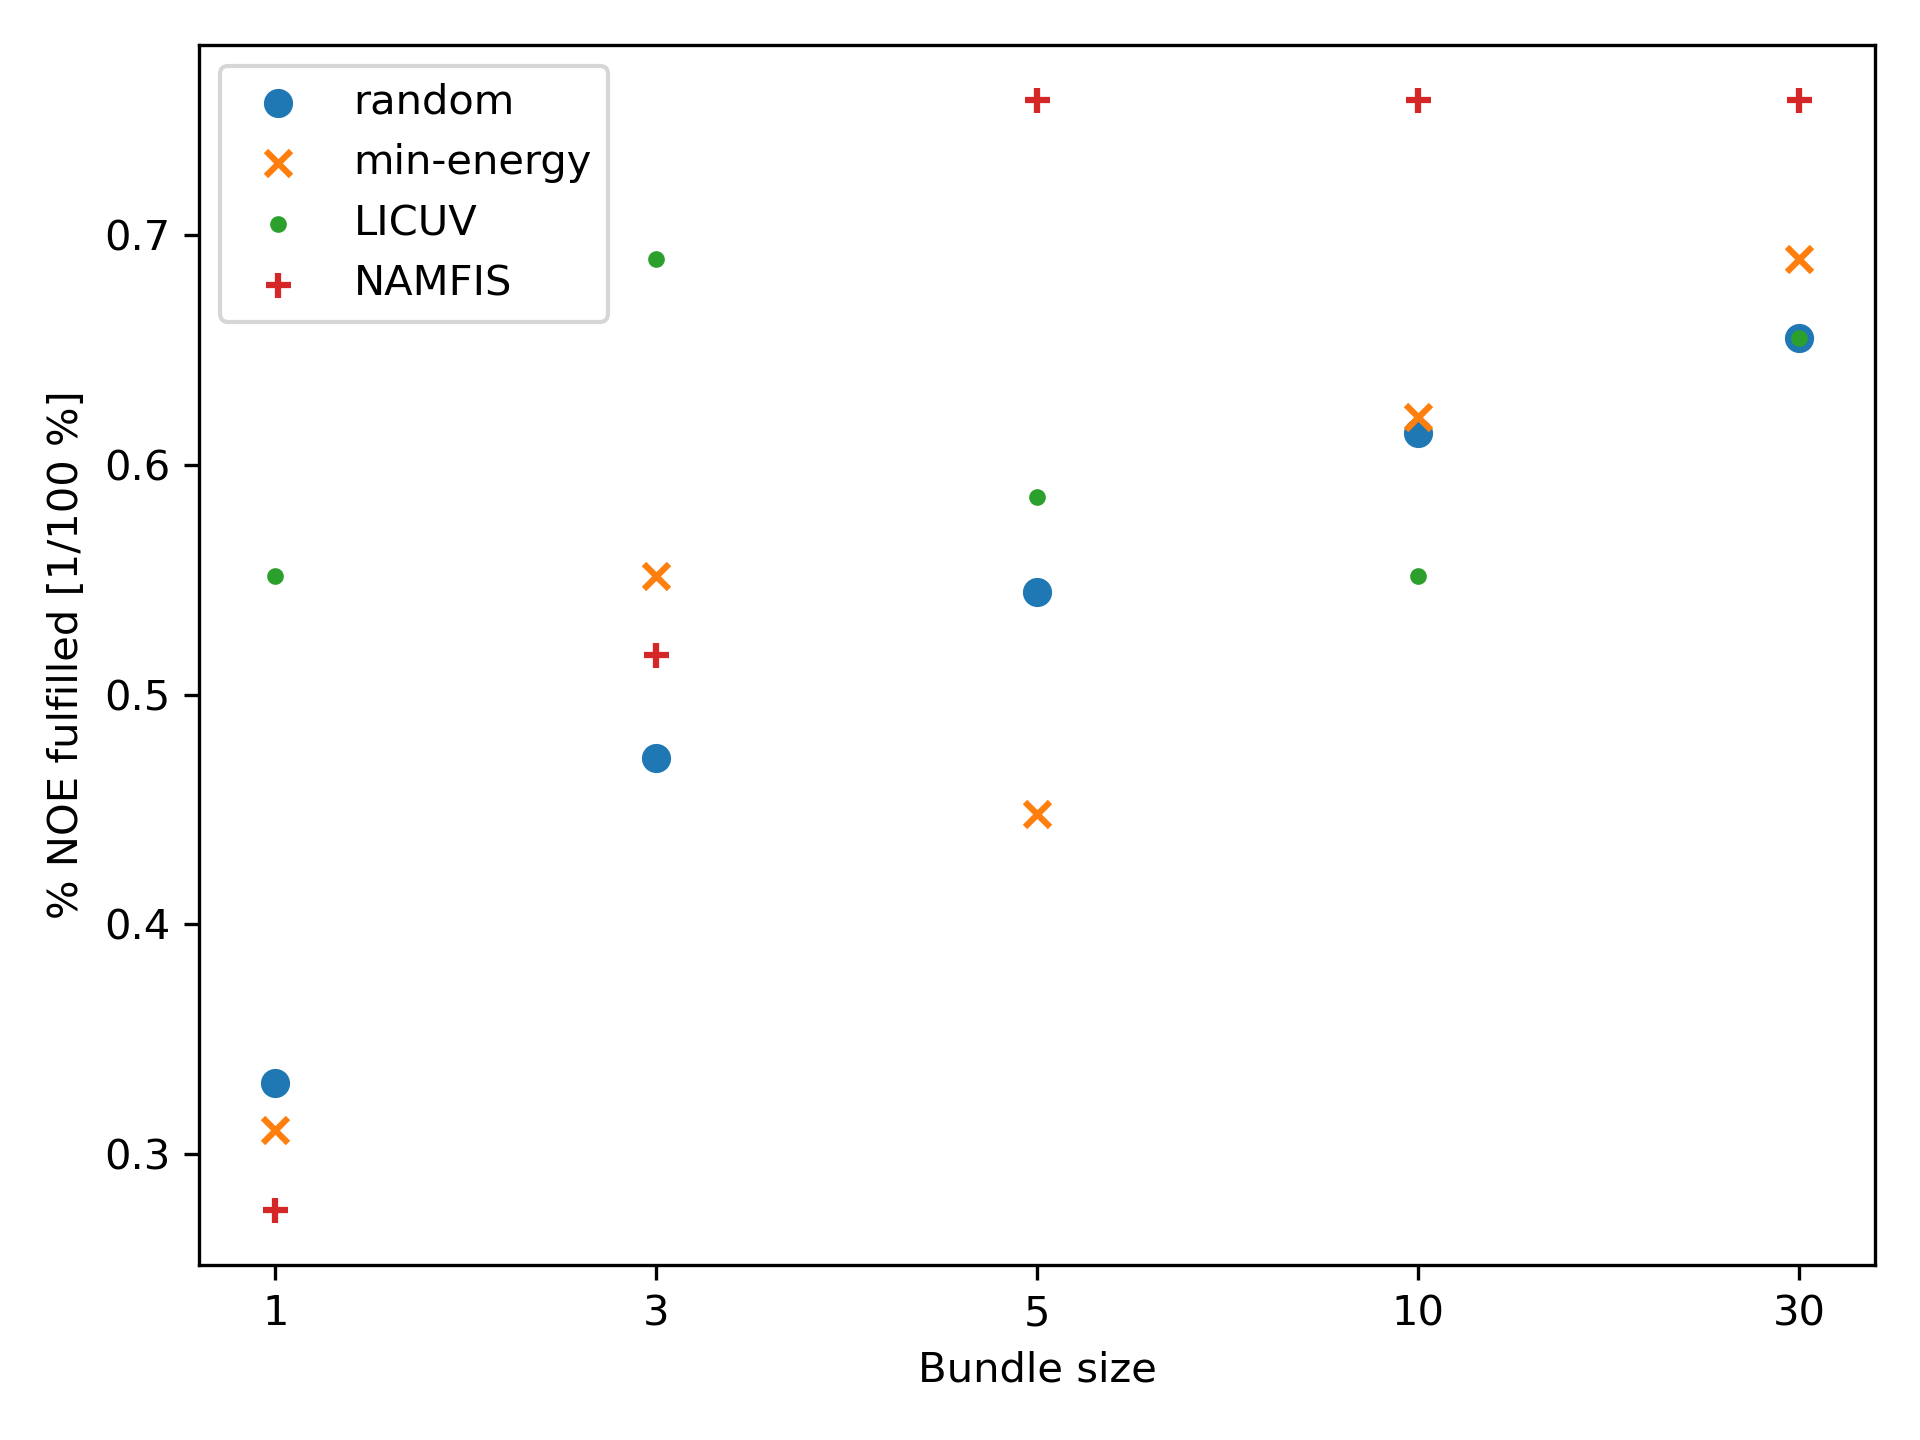 random
min-energy
LICUV
NAMFIS
0.7
0.6
0.5
0.4
0.3
% NOE fulfilled [1/100 %]
1 3 5 10 30
Bundle size